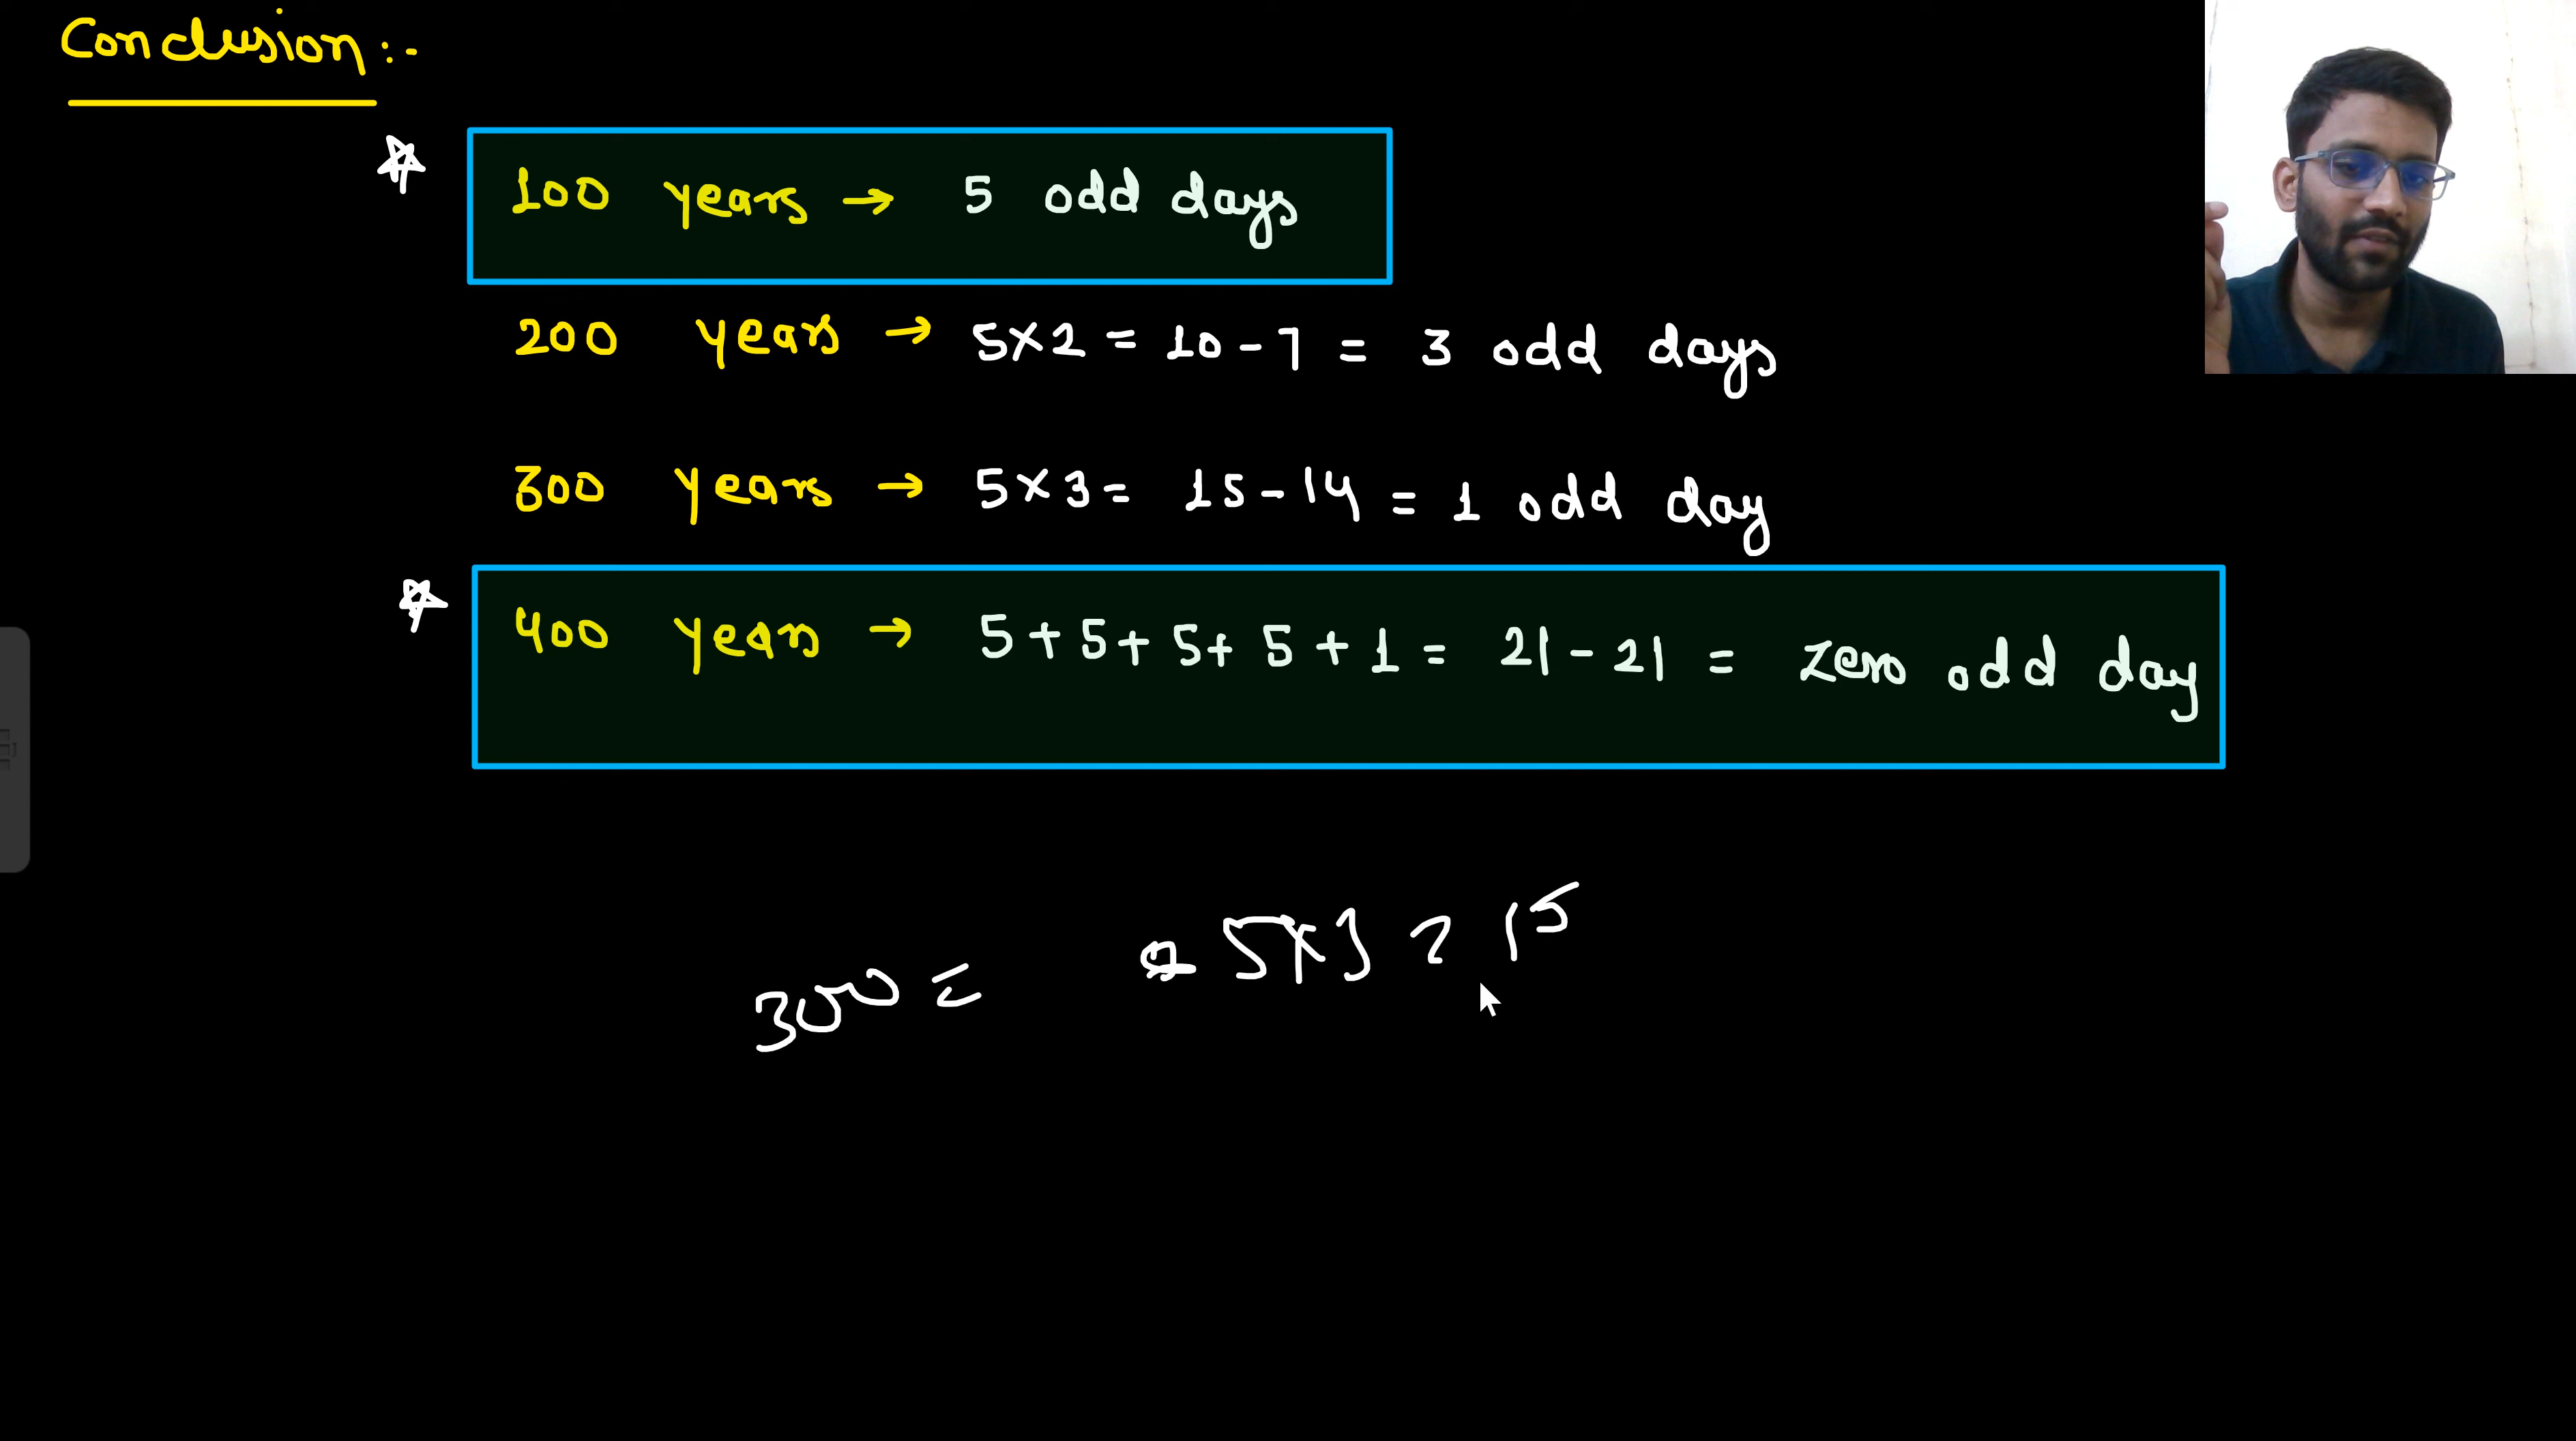 Conclusion :-
100 years → 5 odd days
200 years → 5×2 = 10 - 7 = 3 odd days
300 years → 5×3 = 15 - 14 = 1 odd day
400 years → 5 + 5 + 5 + 5 + 1 = 21 - 21 = zero odd day
300 = 5×3 = 15